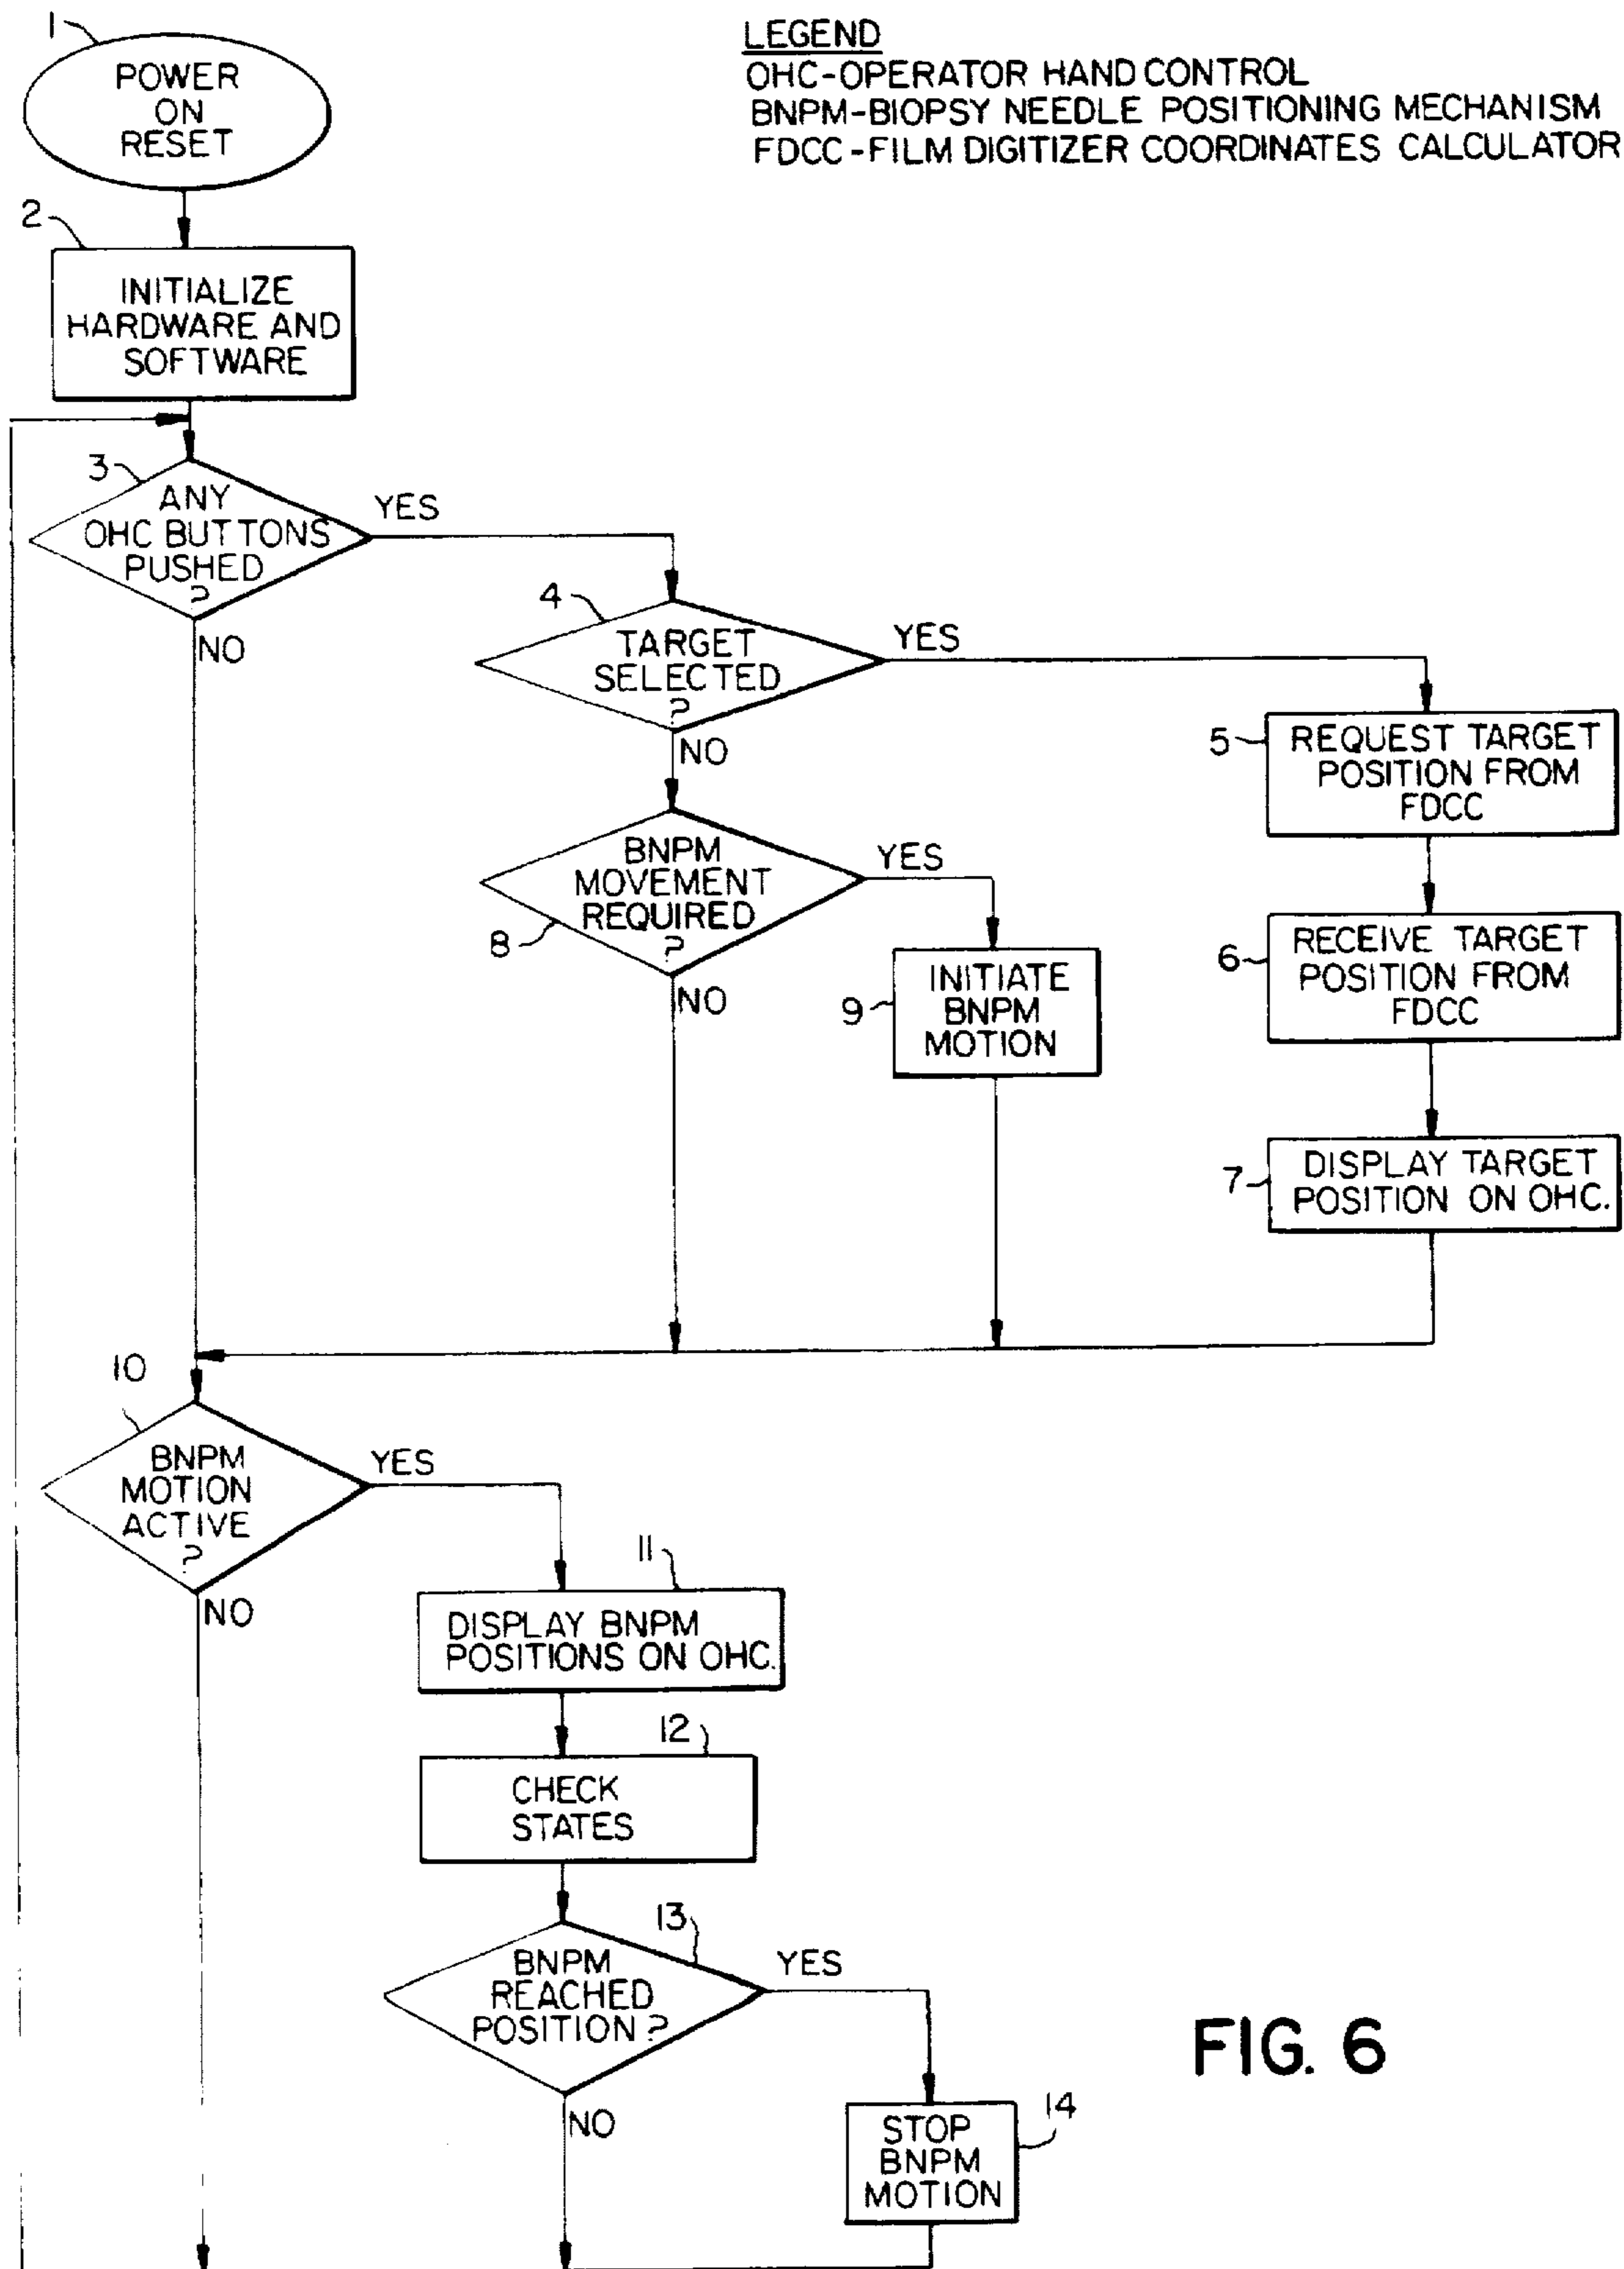 1
POWER
ON
RESET
LEGEND
OHC-OPERATOR HAND CONTROL
BNPM-BIOPSY NEEDLE POSITIONING MECHANISM
FDCC-FILM DIGITIZER COORDINATES CALCULATOR
2
INITIALIZE
HARDWARE AND
SOFTWARE
3
ANY
OHC BUTTONS
PUSHED
?
YES
NO
4
TARGET
SELECTED
?
YES
NO
5
REQUEST TARGET
POSITION FROM
FDCC
6
RECEIVE TARGET
POSITION FROM
FDCC
7
DISPLAY TARGET
POSITION ON OHC.
8
BNPM
MOVEMENT
REQUIRED
?
YES
NO
9
INITIATE
BNPM
MOTION
10
BNPM
MOTION
ACTIVE
?
YES
NO
11
DISPLAY BNPM
POSITIONS ON OHC.
12
CHECK
STATES
13
BNPM
REACHED
POSITION ?
YES
NO
14
STOP
BNPM
MOTION
FIG. 6